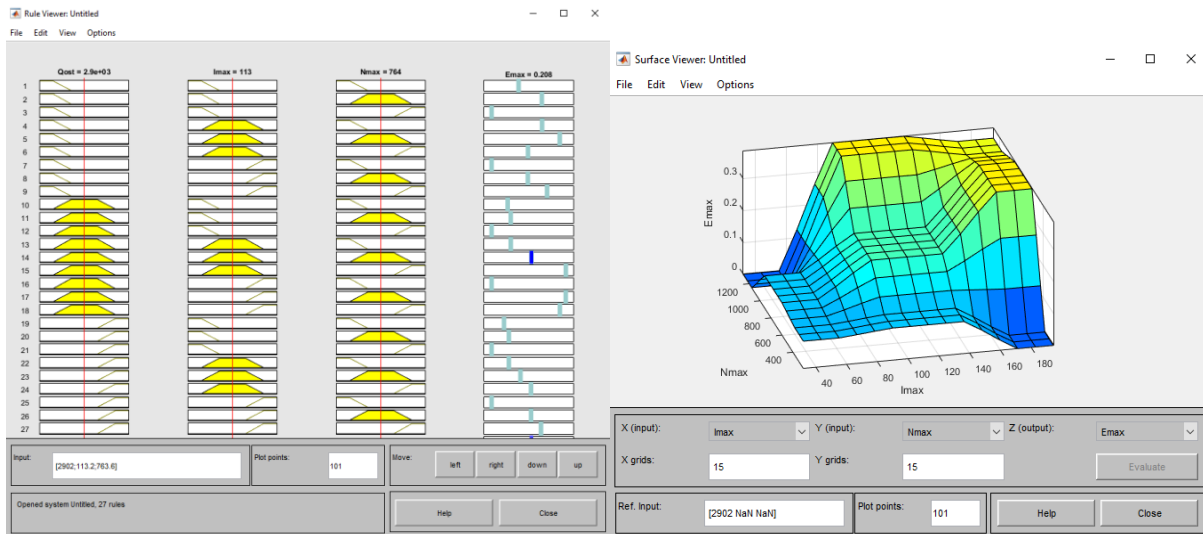 Rule Viewer: Untitled
File Edit View Options
Qost = 2.9e+03
Imax = 113
Nmax = 764
Emax = 0.208
1
2
3
4
5
6
7
8
9
10
11
12
13
14
15
16
17
18
19
20
21
22
23
24
25
26
27
Input:
[2902;113.2;763.6]
Plot points:
101
Move:
left right down up
Opened system Untitled, 27 rules
Help Close
Surface Viewer: Untitled
File Edit View Options
0.3
0.2
0.1
0
Emax
1200
1000
800
600
400
Nmax
40 60 80 100 120 140 160 180
Imax
X (input): Imax Y (input): Nmax Z (output): Emax
X grids: 15 Y grids: 15 Evaluate
Ref. Input: [2902 NaN NaN] Plot points: 101 Help Close